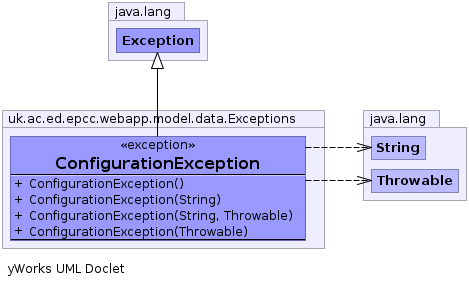 java.lang
Exception
uk.ac.ed.epcc.webapp.model.data.Exceptions
«exception»
ConfigurationException
+ ConfigurationException()
+ ConfigurationException(String)
+ ConfigurationException(String, Throwable)
+ ConfigurationException(Throwable)
java.lang
String
Throwable
yWorks UML Doclet